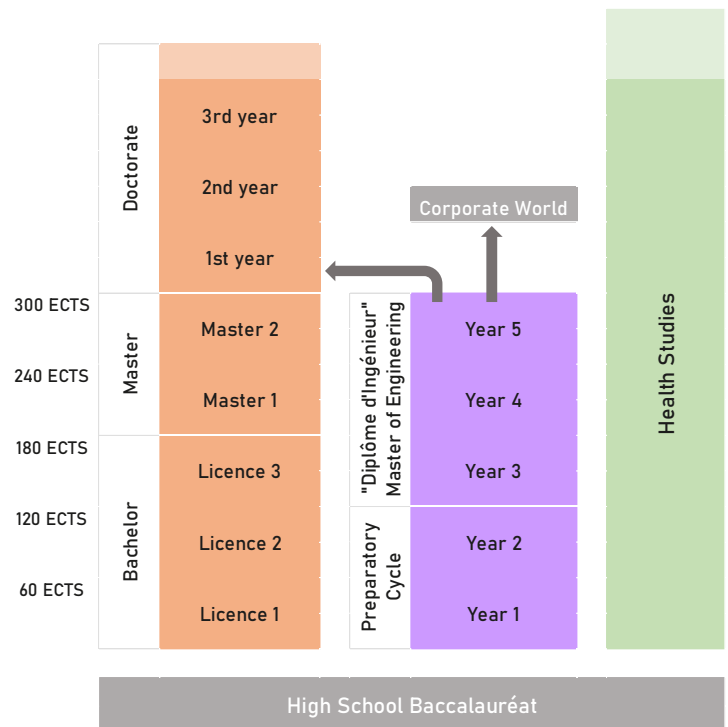 Doctorate
3rd year
2nd year
1st year
Corporate World
300 ECTS
240 ECTS
180 ECTS
120 ECTS
60 ECTS
Master
Master 2
Master 1
Bachelor
Licence 3
Licence 2
Licence 1
"Diplôme d'Ingénieur"
Master of Engineering
Year 5
Year 4
Year 3
Preparatory
Cycle
Year 2
Year 1
Health Studies
High School Baccalauréat